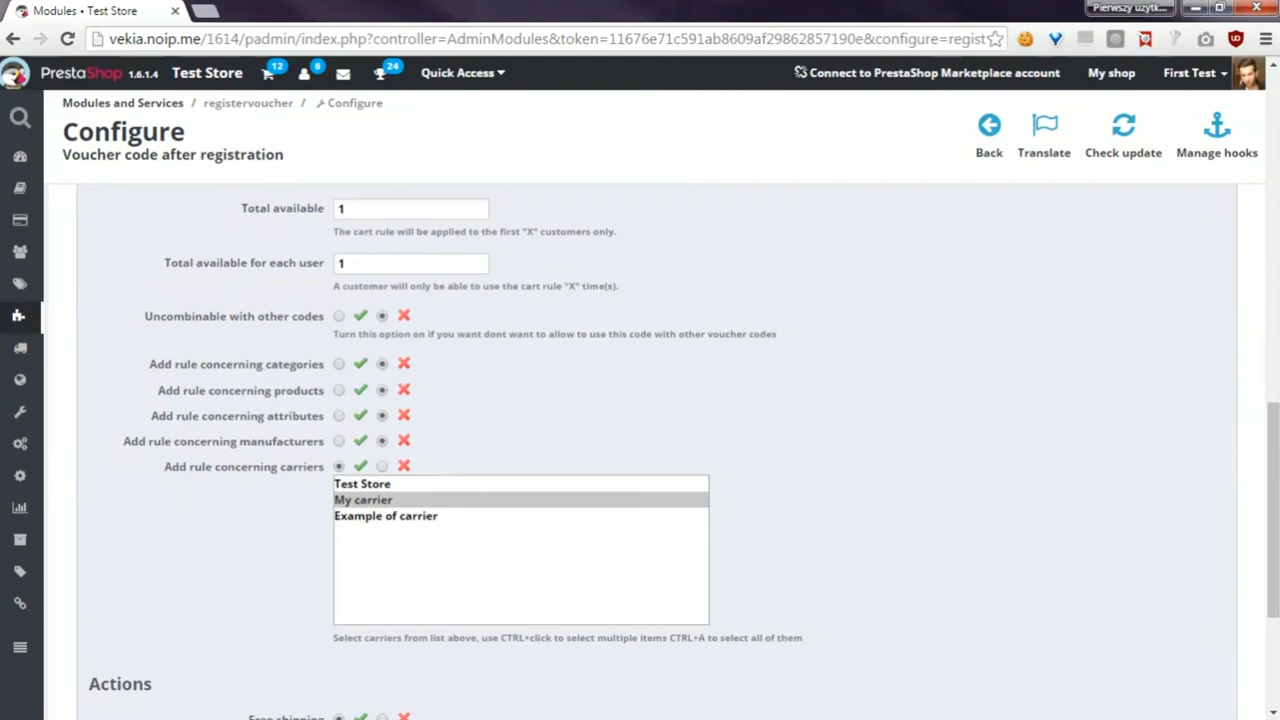 Modules • Test Store
Pierwszy użytk...
vekia.noip.me/1614/padmin/index.php?controller=AdminModules&token=11676e71c591ab8609af29862857190e&configure=regist
PrestaShop 1.6.1.4 Test Store 12 6 24 Quick Access Connect to PrestaShop Marketplace account My shop First Test
Modules and Services / registervoucher / Configure
Configure
Voucher code after registration
Back Translate Check update Manage hooks
Total available 1
The cart rule will be applied to the first "X" customers only.
Total available for each user 1
A customer will only be able to use the cart rule "X" time(s).
Uncombinable with other codes
Turn this option on if you want dont want to allow to use this code with other voucher codes
Add rule concerning categories
Add rule concerning products
Add rule concerning attributes
Add rule concerning manufacturers
Add rule concerning carriers
Test Store
My carrier
Example of carrier
Select carriers from list above, use CTRL+click to select multiple items CTRL+A to select all of them
Actions
Free shipping